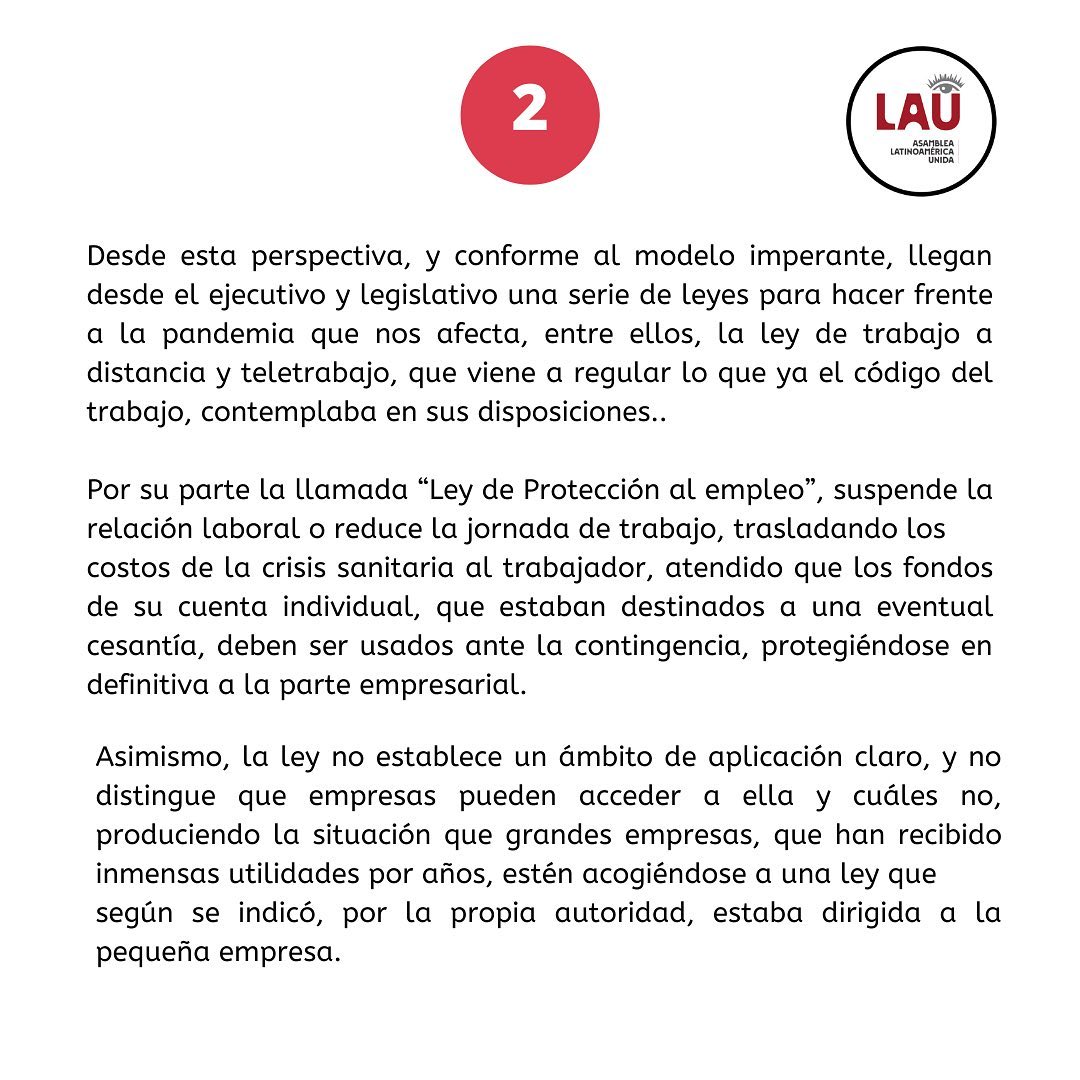 2
LAU
ASAMBLEA
LATINOAMÉRICA
UNIDA
Desde esta perspectiva, y conforme al modelo imperante, llegan
desde el ejecutivo y legislativo una serie de leyes para hacer frente
a la pandemia que nos afecta, entre ellos, la ley de trabajo a
distancia y teletrabajo, que viene a regular lo que ya el código del
trabajo, contemplaba en sus disposiciones..
Por su parte la llamada “Ley de Protección al empleo”, suspende la
relación laboral o reduce la jornada de trabajo, trasladando los
costos de la crisis sanitaria al trabajador, atendido que los fondos
de su cuenta individual, que estaban destinados a una eventual
cesantía, deben ser usados ante la contingencia, protegiéndose en
definitiva a la parte empresarial.
Asimismo, la ley no establece un ámbito de aplicación claro, y no
distingue que empresas pueden acceder a ella y cuáles no,
produciendo la situación que grandes empresas, que han recibido
inmensas utilidades por años, estén acogiéndose a una ley que
según se indicó, por la propia autoridad, estaba dirigida a la
pequeña empresa.